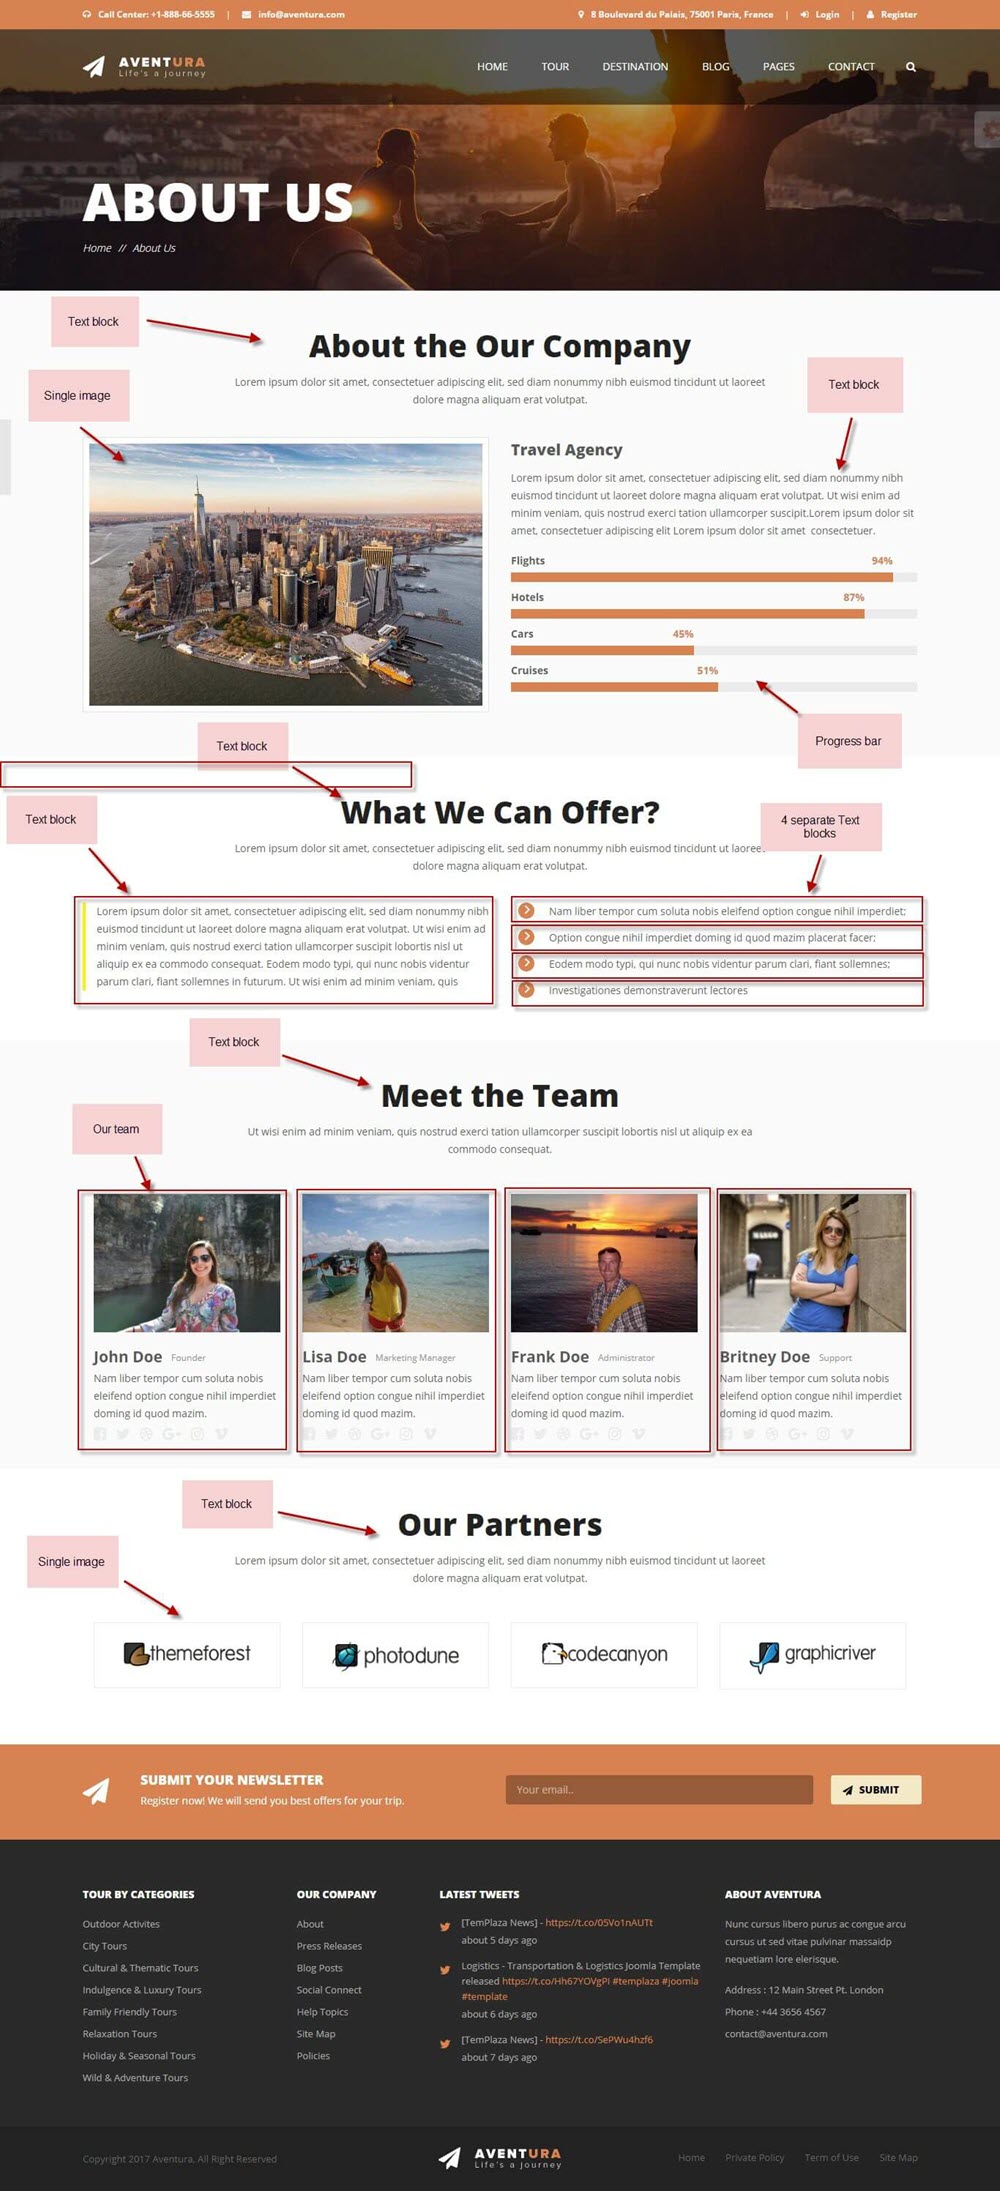 Call Center: +1-888-66-5555 | info@aventura.com
8 Boulevard du Palais, 75001 Paris, France | Login | Register
AVENTURA
Life's a Journey
HOME TOUR DESTINATION BLOG PAGES CONTACT
ABOUT US
Home // About Us
Text block
About the Our Company
Lorem ipsum dolor sit amet, consectetuer adipiscing elit, sed diam nonummy nibh euismod tincidunt ut laoreet
dolore magna aliquam erat volutpat.
Single image
Text block
Travel Agency
Lorem ipsum dolor sit amet, consectetuer adipiscing elit, sed diam nonummy nibh
euismod tincidunt ut laoreet dolore magna aliquam erat volutpat. Ut wisi enim ad
minim veniam, quis nostrud exerci tation ullamcorper suscipit.Lorem ipsum dolor sit
amet, consectetuer adipiscing elit Lorem ipsum dolor sit amet consectetuer.
Flights 94%
Hotels 87%
Cars 45%
Cruises 51%
Progress bar
Text block
What We Can Offer?
Lorem ipsum dolor sit amet, consectetuer adipiscing elit, sed diam nonummy nibh euismod tincidunt ut
dolore magna aliquam erat volutpat.
Text block
4 separate Text
blocks
Lorem ipsum dolor sit amet, consectetuer adipiscing elit, sed diam nonummy nibh
euismod tincidunt ut laoreet dolore magna aliquam erat volutpat. Ut wisi enim ad
minim veniam, quis nostrud exerci tation ullamcorper suscipit lobortis nisl ut
aliquip ex ea commodo consequat. Eodem modo typi, qui nunc nobis videntur
parum clari, fiant sollemnes in futurum. Ut wisi enim ad minim veniam, quis
Nam liber tempor cum soluta nobis eleifend option congue nihil imperdiet;
Option congue nihil imperdiet doming id quod mazim placerat facer;
Eodem modo typi, qui nunc nobis videntur parum clari, fiant sollemnes;
Investigationes demonstraverunt lectores
Text block
Meet the Team
Ut wisi enim ad minim veniam, quis nostrud exerci tation ullamcorper suscipit lobortis nisl ut aliquip ex ea
commodo consequat.
Our team
John Doe Founder
Nam liber tempor cum soluta nobis
eleifend option congue nihil imperdiet
doming id quod mazim.
Lisa Doe Marketing Manager
Nam liber tempor cum soluta nobis
eleifend option congue nihil imperdiet
doming id quod mazim.
Frank Doe Administrator
Nam liber tempor cum soluta nobis
eleifend option congue nihil imperdiet
doming id quod mazim.
Britney Doe Support
Nam liber tempor cum soluta nobis
eleifend option congue nihil imperdiet
doming id quod mazim.
Text block
Our Partners
Lorem ipsum dolor sit amet, consectetuer adipiscing elit, sed diam nonummy nibh euismod tincidunt ut laoreet
dolore magna aliquam erat volutpat.
Single image
themeforest
photodune
codecanyon
graphicriver
SUBMIT YOUR NEWSLETTER
Register now! We will send you best offers for your trip.
Your email..
SUBMIT
TOUR BY CATEGORIES
Outdoor Activites
City Tours
Cultural & Thematic Tours
Indulgence & Luxury Tours
Family Friendly Tours
Relaxation Tours
Holiday & Seasonal Tours
Wild & Adventure Tours
OUR COMPANY
About
Press Releases
Blog Posts
Social Connect
Help Topics
Site Map
Policies
LATEST TWEETS
[TemPlaza News] - https://t.co/05Vo1nAUTt
about 5 days ago
Logistics - Transportation & Logistics Joomla Template
released https://t.co/Hh67YOVgPI #templaza #joomla
#template
about 6 days ago
[TemPlaza News] - https://t.co/SePWu4hzf6
about 7 days ago
ABOUT AVENTURA
Nunc cursus libero purus ac congue arcu
cursus ut sed vitae pulvinar massaidp
nequetiam lore elerisque.
Address : 12 Main Street Pt. London
Phone : +44 3656 4567
contact@aventura.com
Copyright 2017 Aventura, All Right Reserved
AVENTURA
Life's a Journey
Home Private Policy Term of Use Site Map